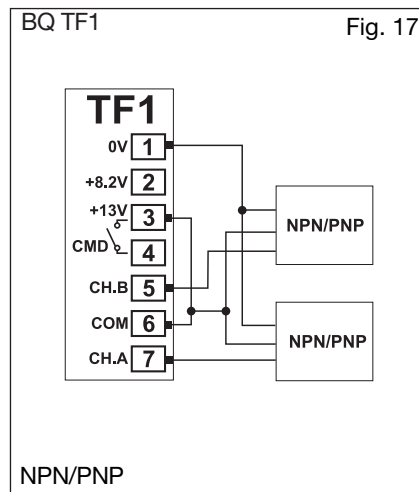 BQ TF1
Fig. 17
TF1
0V 1
+8.2V 2
+13V 3
CMD 4
CH.B 5
COM 6
CH.A 7
NPN/PNP
NPN/PNP
NPN/PNP